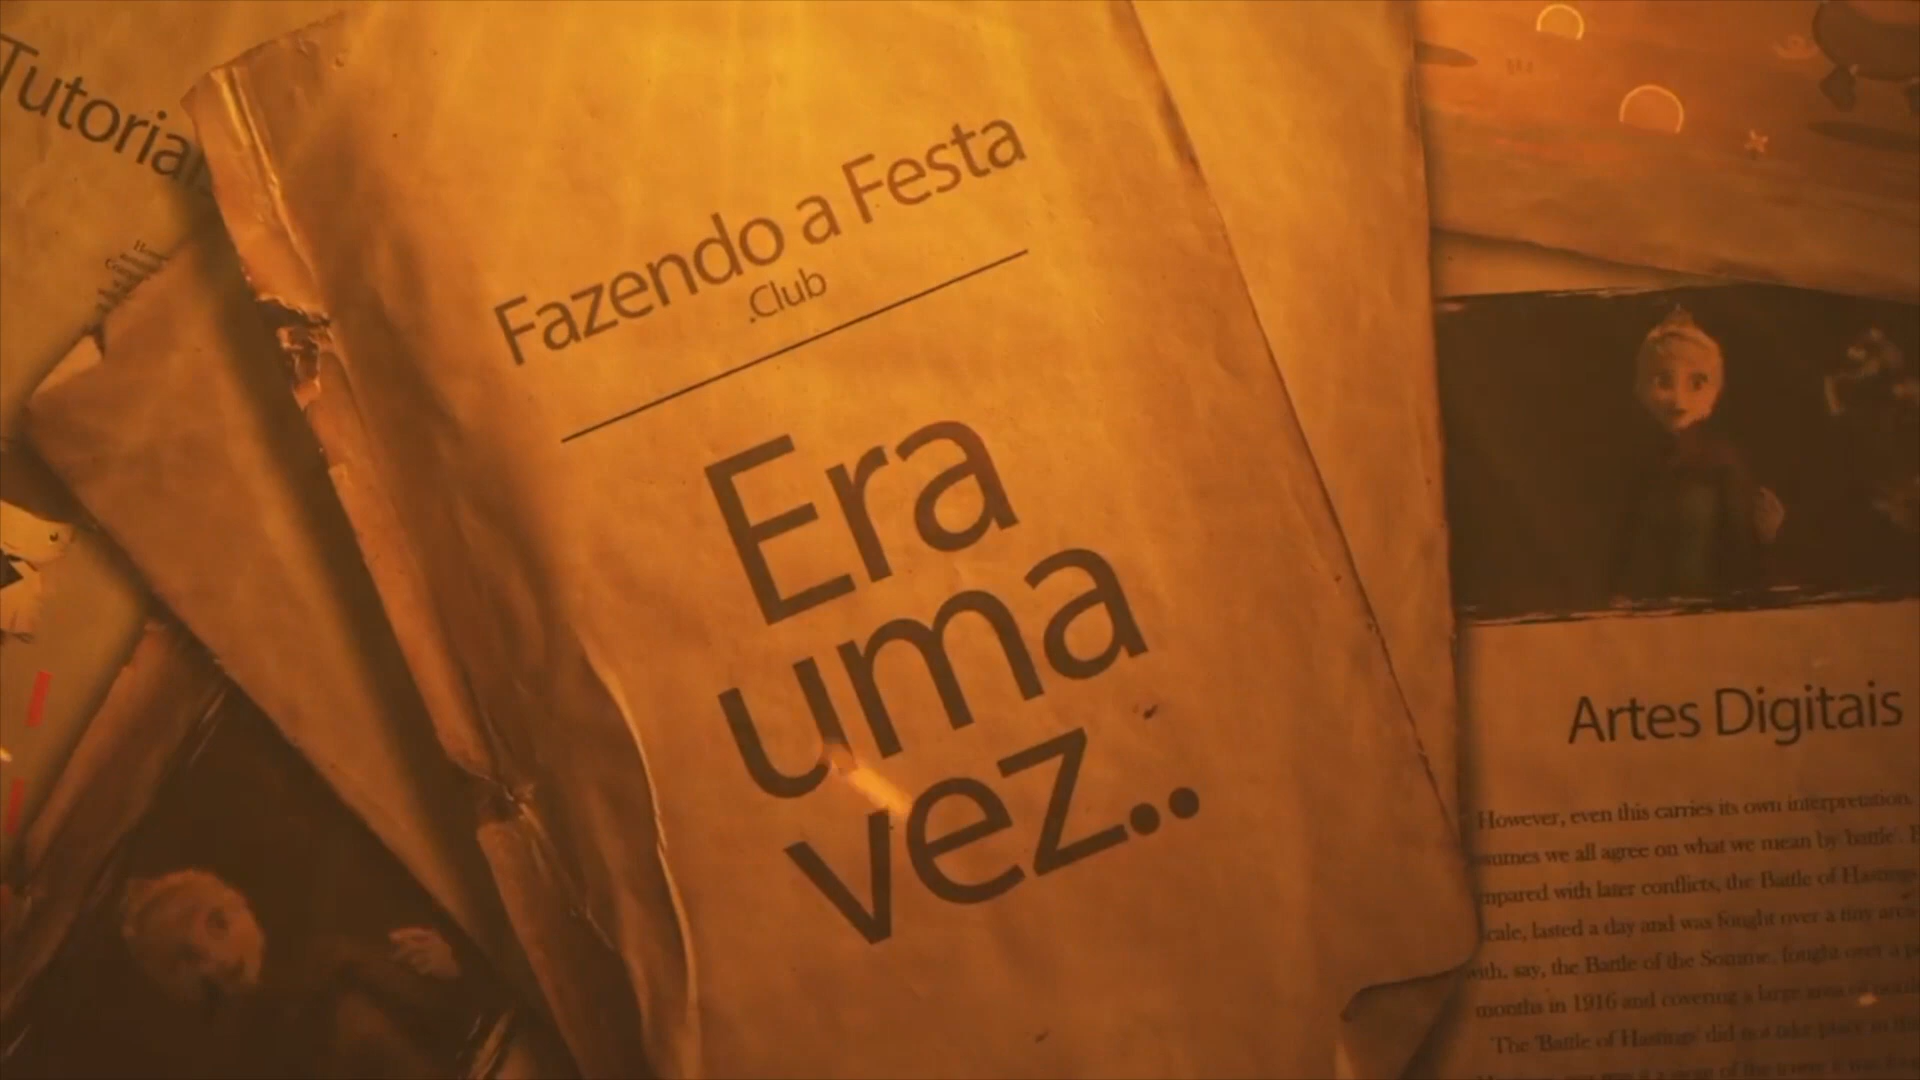 Tutorial
Fazendo a Festa
.Club
Era
uma
vez..
Artes Digitais
However, even this carries its own interpretation.
sumes we all agree on what we mean by 'battle'.
mpared with later conflicts, the Battle of Hastings
scale, lasted a day and was fought over a tiny area
with, say, the Battle of the Somme, fought over a
months in 1916 and covering a large area of
The 'Battle of Hastings' did not take place in